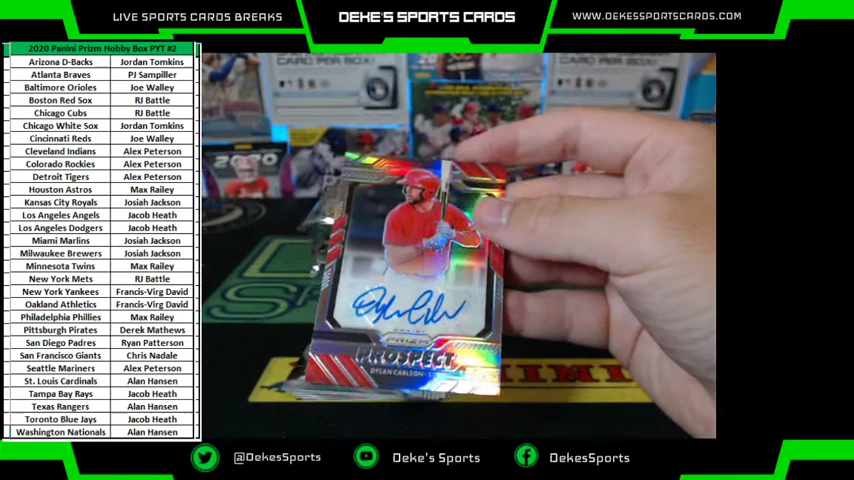 LIVE SPORTS CARDS BREAKS
DEKE'S SPORTS CARDS
WWW.DEKESSPORTSCARDS.COM
2020 Panini Prizm Hobby Box PYT #2
Arizona D-Backs Jordan Tomkins
Atlanta Braves PJ Sampiller
Baltimore Orioles Joe Walley
Boston Red Sox RJ Battle
Chicago Cubs RJ Battle
Chicago White Sox Jordan Tomkins
Cincinnati Reds Joe Walley
Cleveland Indians Alex Peterson
Colorado Rockies Alex Peterson
Detroit Tigers Alex Peterson
Houston Astros Max Railey
Kansas City Royals Josiah Jackson
Los Angeles Angels Jacob Heath
Los Angeles Dodgers Jacob Heath
Miami Marlins Josiah Jackson
Milwaukee Brewers Josiah Jackson
Minnesota Twins Max Railey
New York Mets RJ Battle
New York Yankees Francis-Virg David
Oakland Athletics Francis-Virg David
Philadelphia Phillies Max Railey
Pittsburgh Pirates Derek Mathews
San Diego Padres Ryan Patterson
San Francisco Giants Chris Nadale
Seattle Mariners Alex Peterson
St. Louis Cardinals Alan Hansen
Tampa Bay Rays Jacob Heath
Texas Rangers Alan Hansen
Toronto Blue Jays Jacob Heath
Washington Nationals Alan Hansen
2020
PANINI
PRIZM
PROSPECT
DYLAN CARLSON
@DekesSports
Deke's Sports
DekesSports